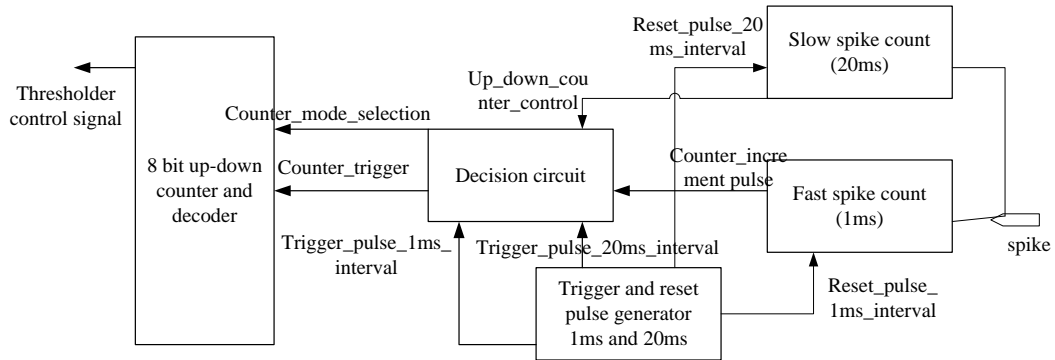 Thresholder
control signal
8 bit up-down
counter and
decoder
Counter_mode_selection
Counter_trigger
Trigger_pulse_1ms_
interval
Up_down_cou
nter_control
Decision circuit
Trigger_pulse_20ms_interval
Trigger and reset
pulse generator
1ms and 20ms
Reset_pulse_20
ms_interval
Slow spike count
(20ms)
Counter_incre
ment pulse
Fast spike count
(1ms)
spike
Reset_pulse_
1ms_interval